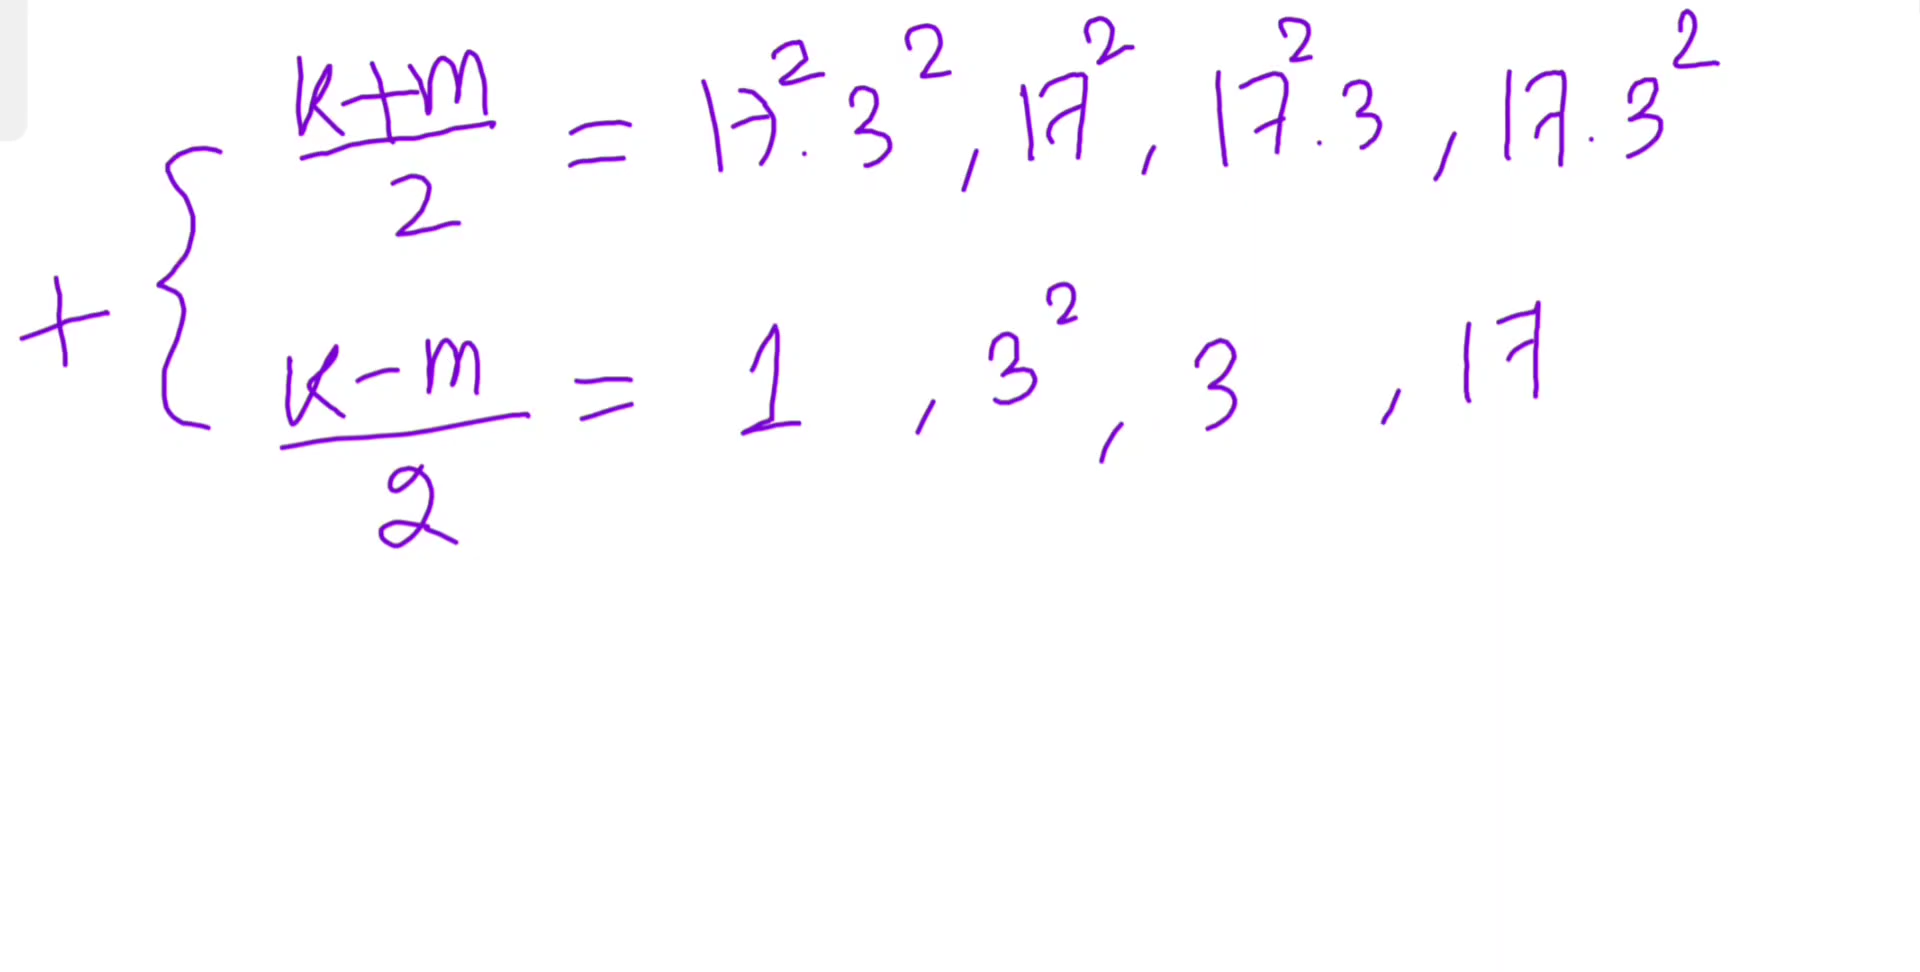 + { (k+m)/2 = 17².3², 17², 17².3, 17.3²
(k-m)/2 = 1, 3², 3, 17